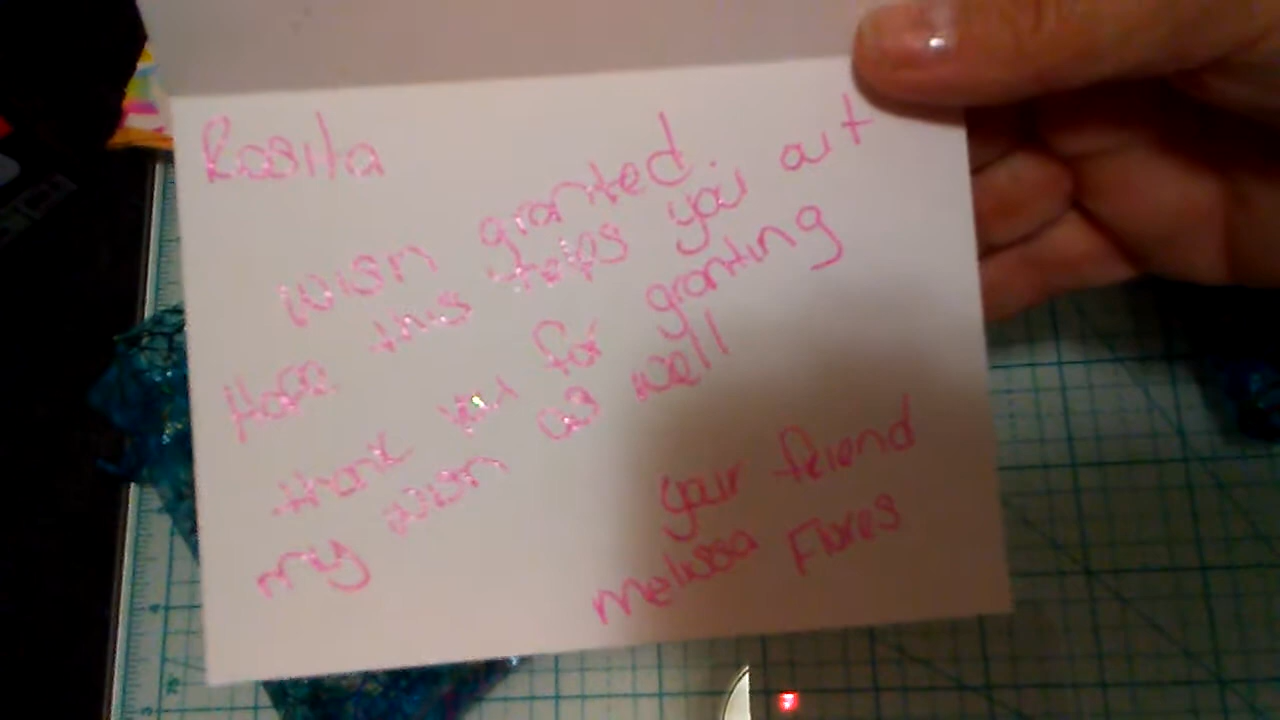 Rosita
Wish granted.
Hope this helps you out
thank you for granting
my wish as well
your friend
Melissa Flores